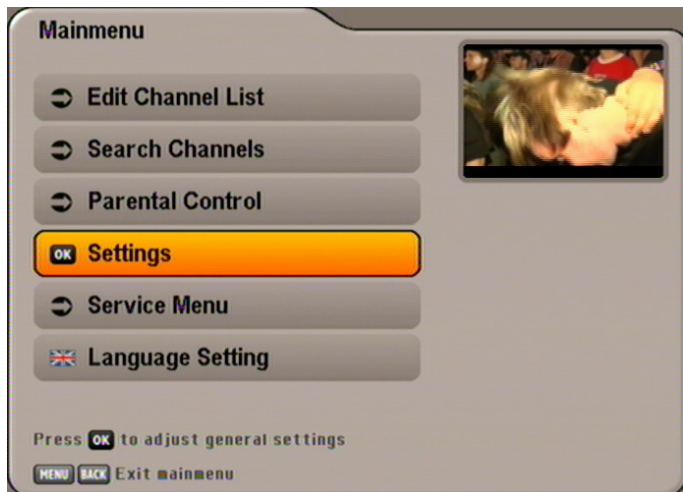 Mainmenu
Edit Channel List
Search Channels
Parental Control
OK Settings
Service Menu
Language Setting
Press OK to adjust general settings
MENU BACK Exit mainmenu